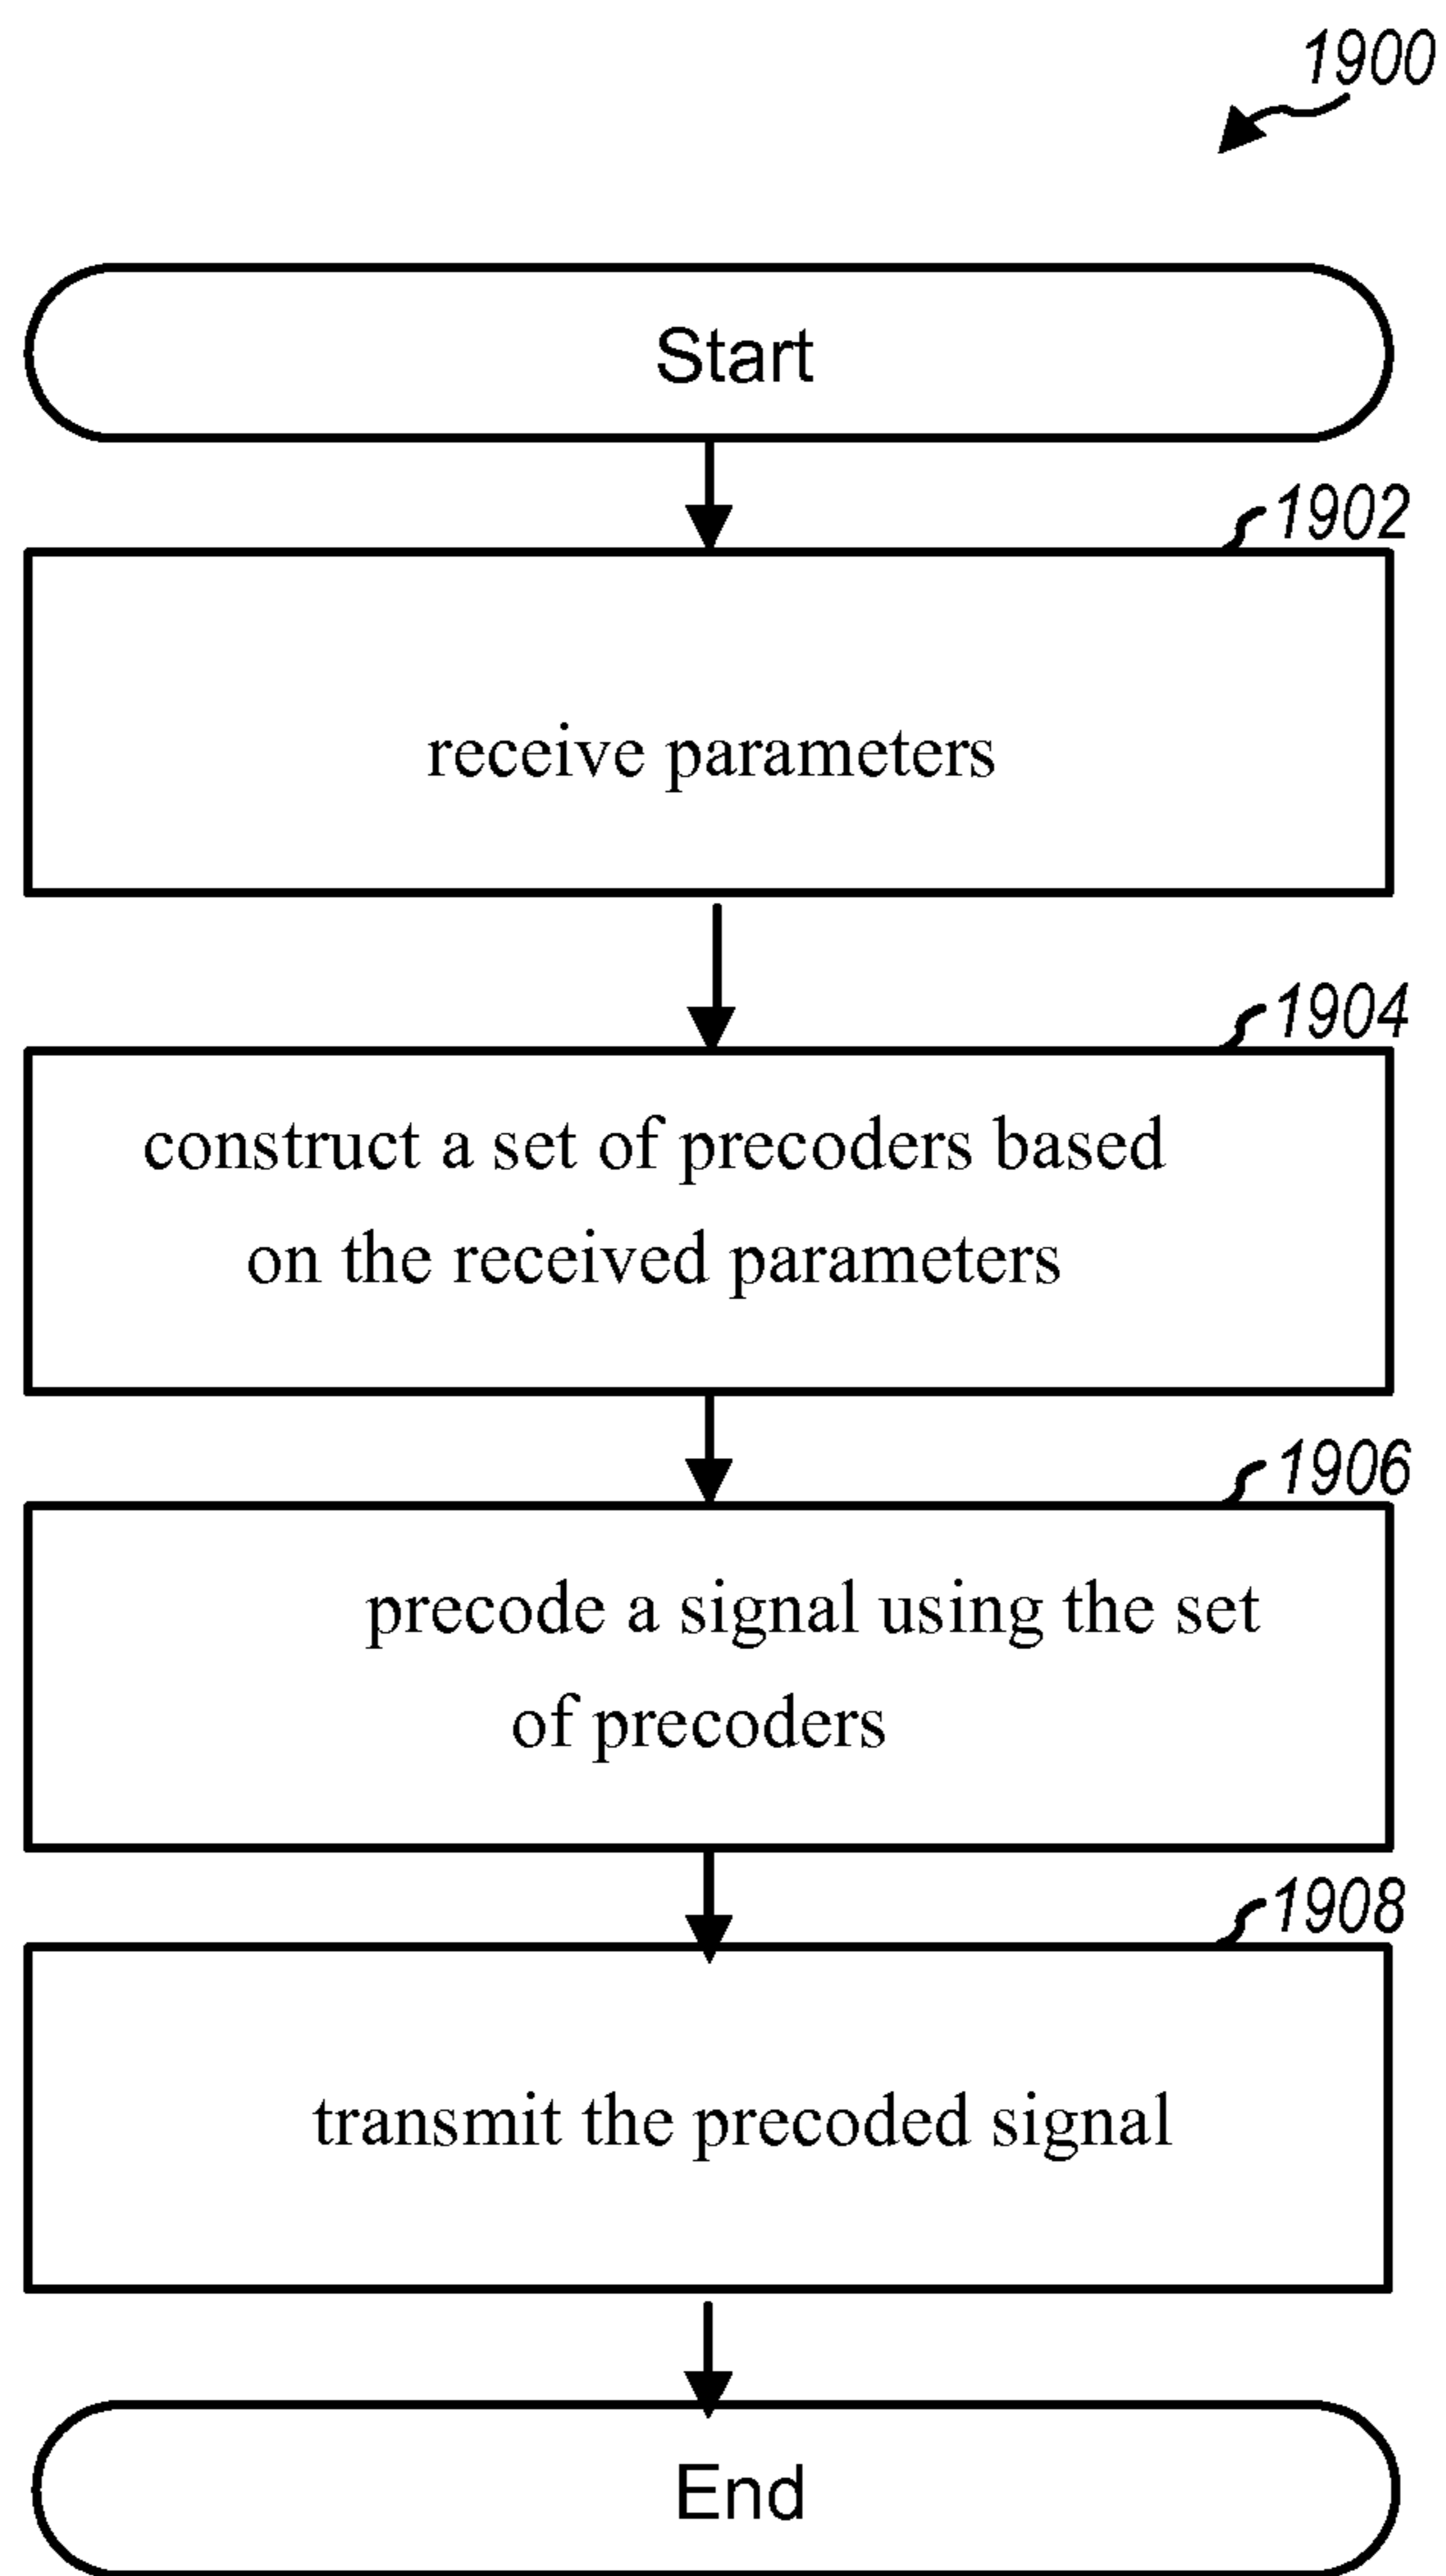 1900
Start
1902
receive parameters
1904
construct a set of precoders based
on the received parameters
1906
precode a signal using the set
of precoders
1908
transmit the precoded signal
End